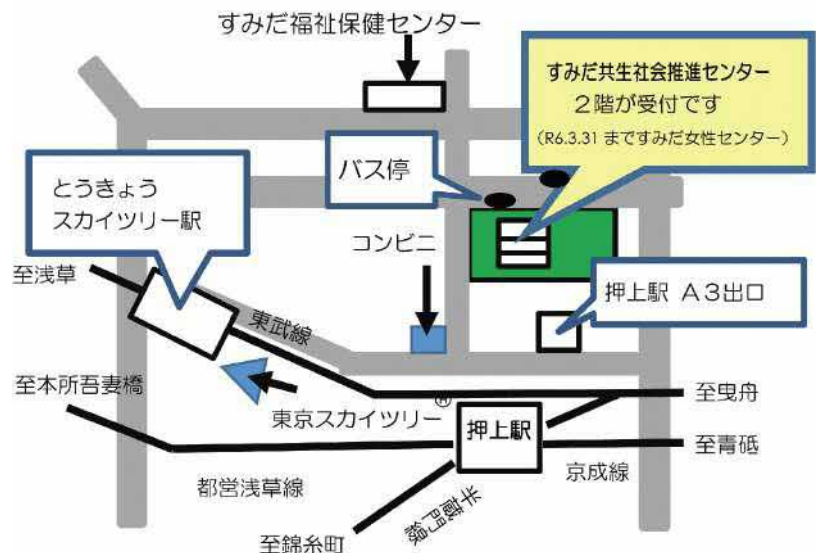 すみだ福祉保健センター
すみだ共生社会推進センター
2階が受付です
（R6.3.31 まですみだ女性センター）
バス停
とうきょう
スカイツリー駅
コンビニ
至浅草
押上駅 A3出口
東武線
至本所吾妻橋
東京スカイツリー®
至曳舟
押上駅
至青砥
都営浅草線
京成線
半蔵門線
至錦糸町